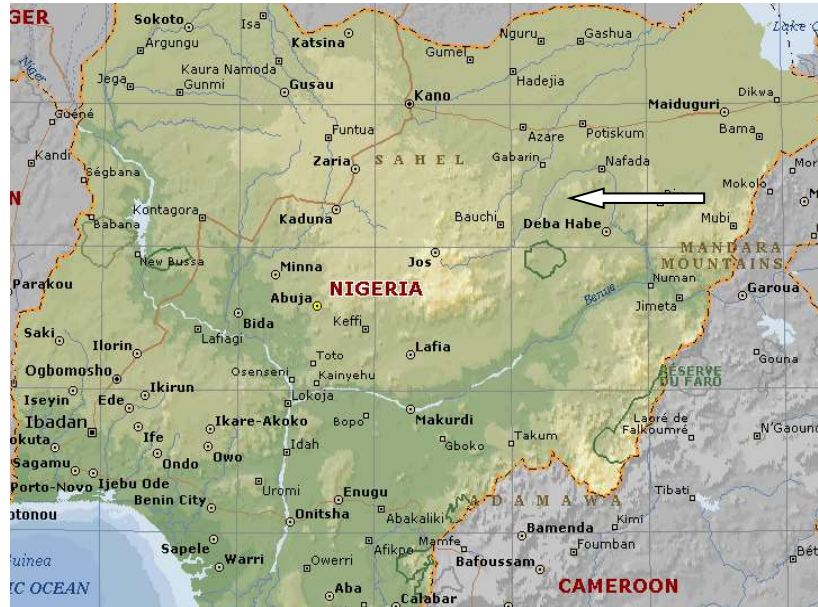 GER
Sokoto
Isa
Katsina
Nguru
Gashua
Lake
Argungu
Gumel
Kaura Namoda
Gunmi
Gusau
Hadejia
Jega
Niger
Kano
Dikwa
Maiduguri
Guéné
Funtua
Azare
Potiskum
Bama
Kandi
Zaria
SAHEL
Gabarin
Nafada
Ségbana
Mokolo
N
Kontagora
Kaduna
Bauchi
Deba Habe
Mubi
Babana
New Bussa
Minna
Jos
MANDARA
MOUNTAINS
Parakou
NIGERIA
Numan
Garoua
Abuja
Benue
Jimeta
Saki
Bida
Keffi
Lafiagi
Ilorin
Lafia
Gouna
Toto
Ogbomosho
Osenseni
Kainyehu
RÉSERVE
DU FARO
Iseyin
Ede
Ikirun
Lokoja
Ibadan
Ikare-Akoko
Bopo
Makurdi
Laoré de
Falkoumré
N'Gaound
okuta
Ife
Idah
Gboko
Takum
Sagamu
Ondo
Owo
Porto-Novo
Ijebu Ode
Uromi
Enugu
ADAMAWA
Tibati
otonou
Benin City
Onitsha
Abakaliki
Bamenda
Kimi
Sapele
Afikpo
Mamfe
Foumban
Bét
uinea
Warri
Owerri
Bafoussam
IC OCEAN
Aba
Calabar
CAMEROON